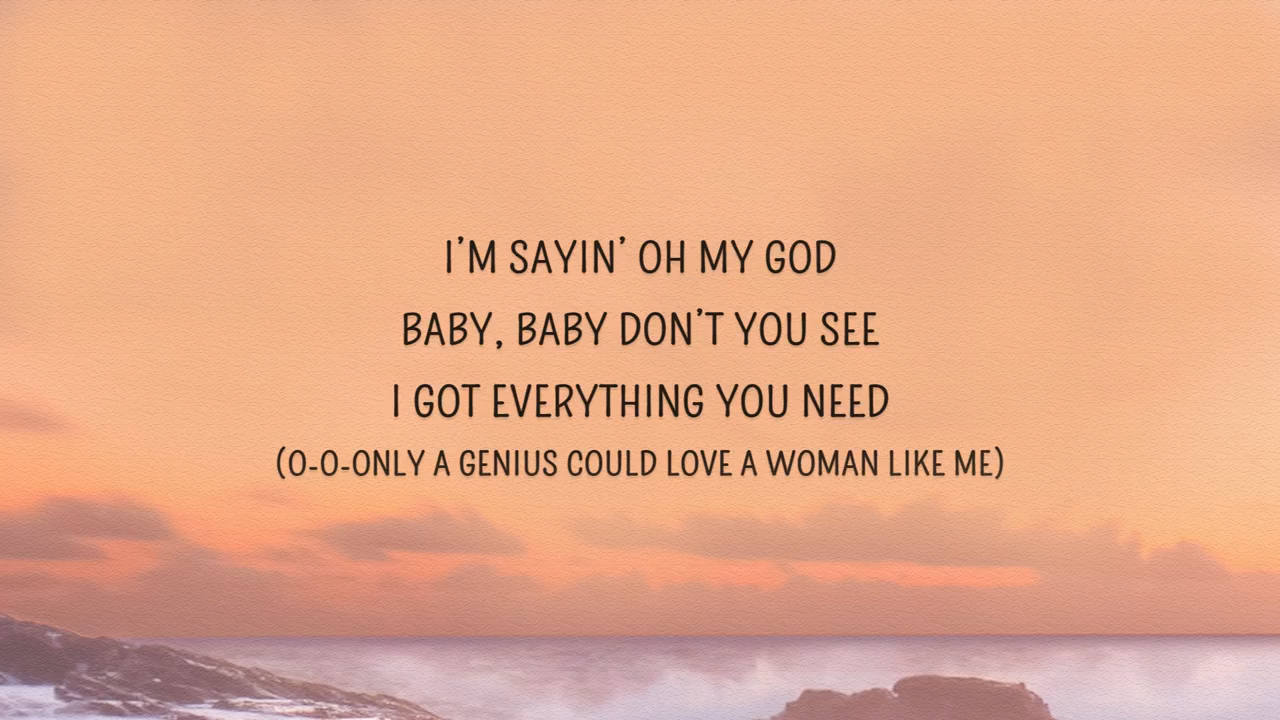 I'M SAYIN' OH MY GOD
BABY, BABY DON'T YOU SEE
I GOT EVERYTHING YOU NEED
(O-O-ONLY A GENIUS COULD LOVE A WOMAN LIKE ME)